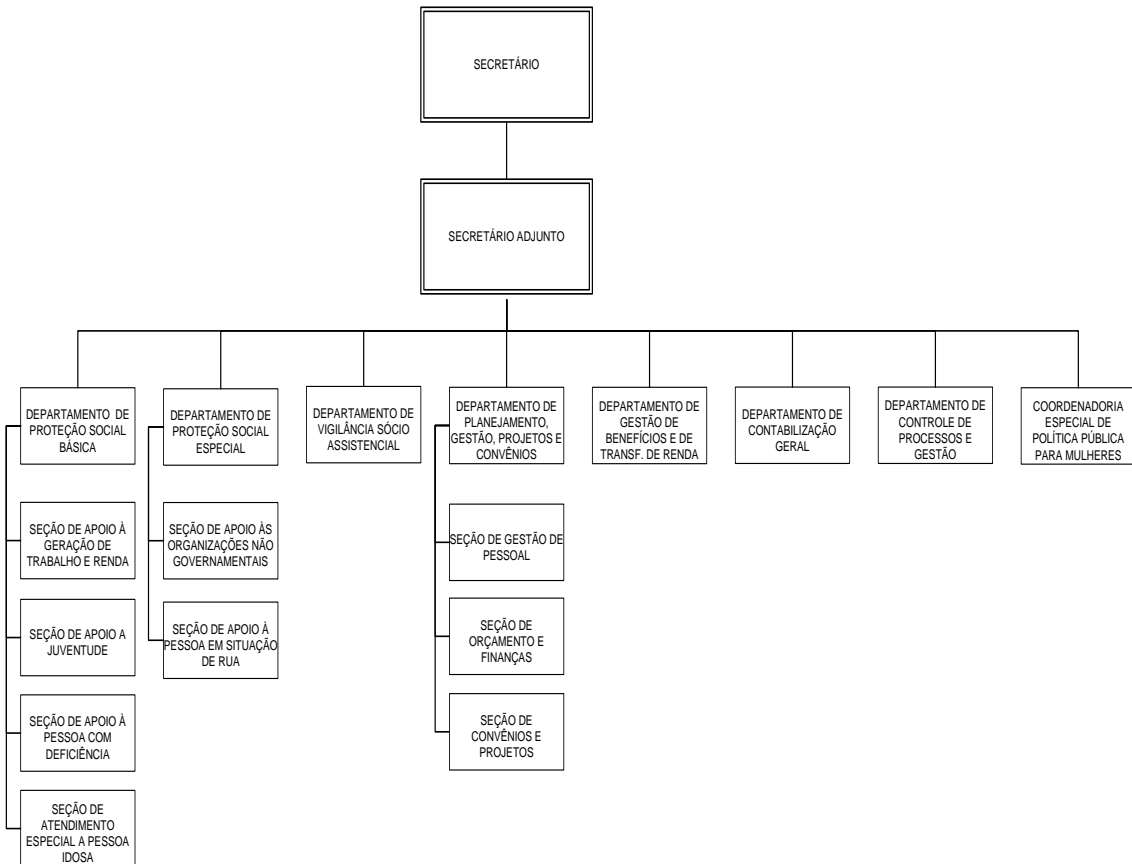 SECRETÁRIO
SECRETÁRIO ADJUNTO
DEPARTAMENTO DE
PROTEÇÃO SOCIAL
BÁSICA
DEPARTAMENTO DE
PROTEÇÃO SOCIAL
ESPECIAL
DEPARTAMENTO DE
VIGILÂNCIA SÓCIO
ASSISTENCIAL
DEPARTAMENTO DE
PLANEJAMENTO,
GESTÃO, PROJETOS E
CONVÊNIOS
DEPARTAMENTO DE
GESTÃO DE
BENEFÍCIOS E DE
TRANSF. DE RENDA
DEPARTAMENTO DE
CONTABILIZAÇÃO
GERAL
DEPARTAMENTO DE
CONTROLE DE
PROCESSOS E
GESTÃO
COORDENADORIA
ESPECIAL DE
POLÍTICA PÚBLICA
PARA MULHERES
SEÇÃO DE APOIO À
GERAÇÃO DE
TRABALHO E RENDA
SEÇÃO DE APOIO ÀS
ORGANIZAÇÕES NÃO
GOVERNAMENTAIS
SEÇÃO DE GESTÃO DE
PESSOAL
SEÇÃO DE APOIO A
JUVENTUDE
SEÇÃO DE APOIO À
PESSOA EM SITUAÇÃO
DE RUA
SEÇÃO DE
ORÇAMENTO E
FINANÇAS
SEÇÃO DE APOIO À
PESSOA COM
DEFICIÊNCIA
SEÇÃO DE
CONVÊNIOS E
PROJETOS
SEÇÃO DE
ATENDIMENTO
ESPECIAL A PESSOA
IDOSA